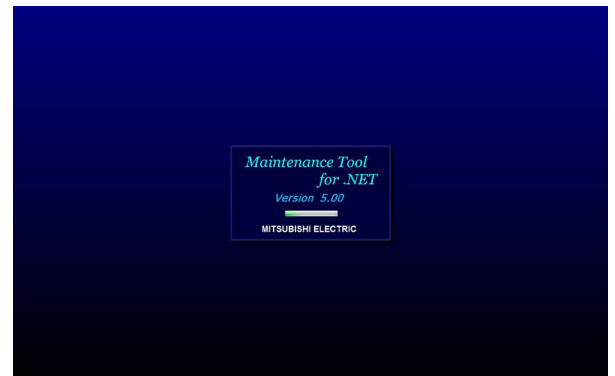 Maintenance Tool
for .NET
Version 5.00
MITSUBISHI ELECTRIC